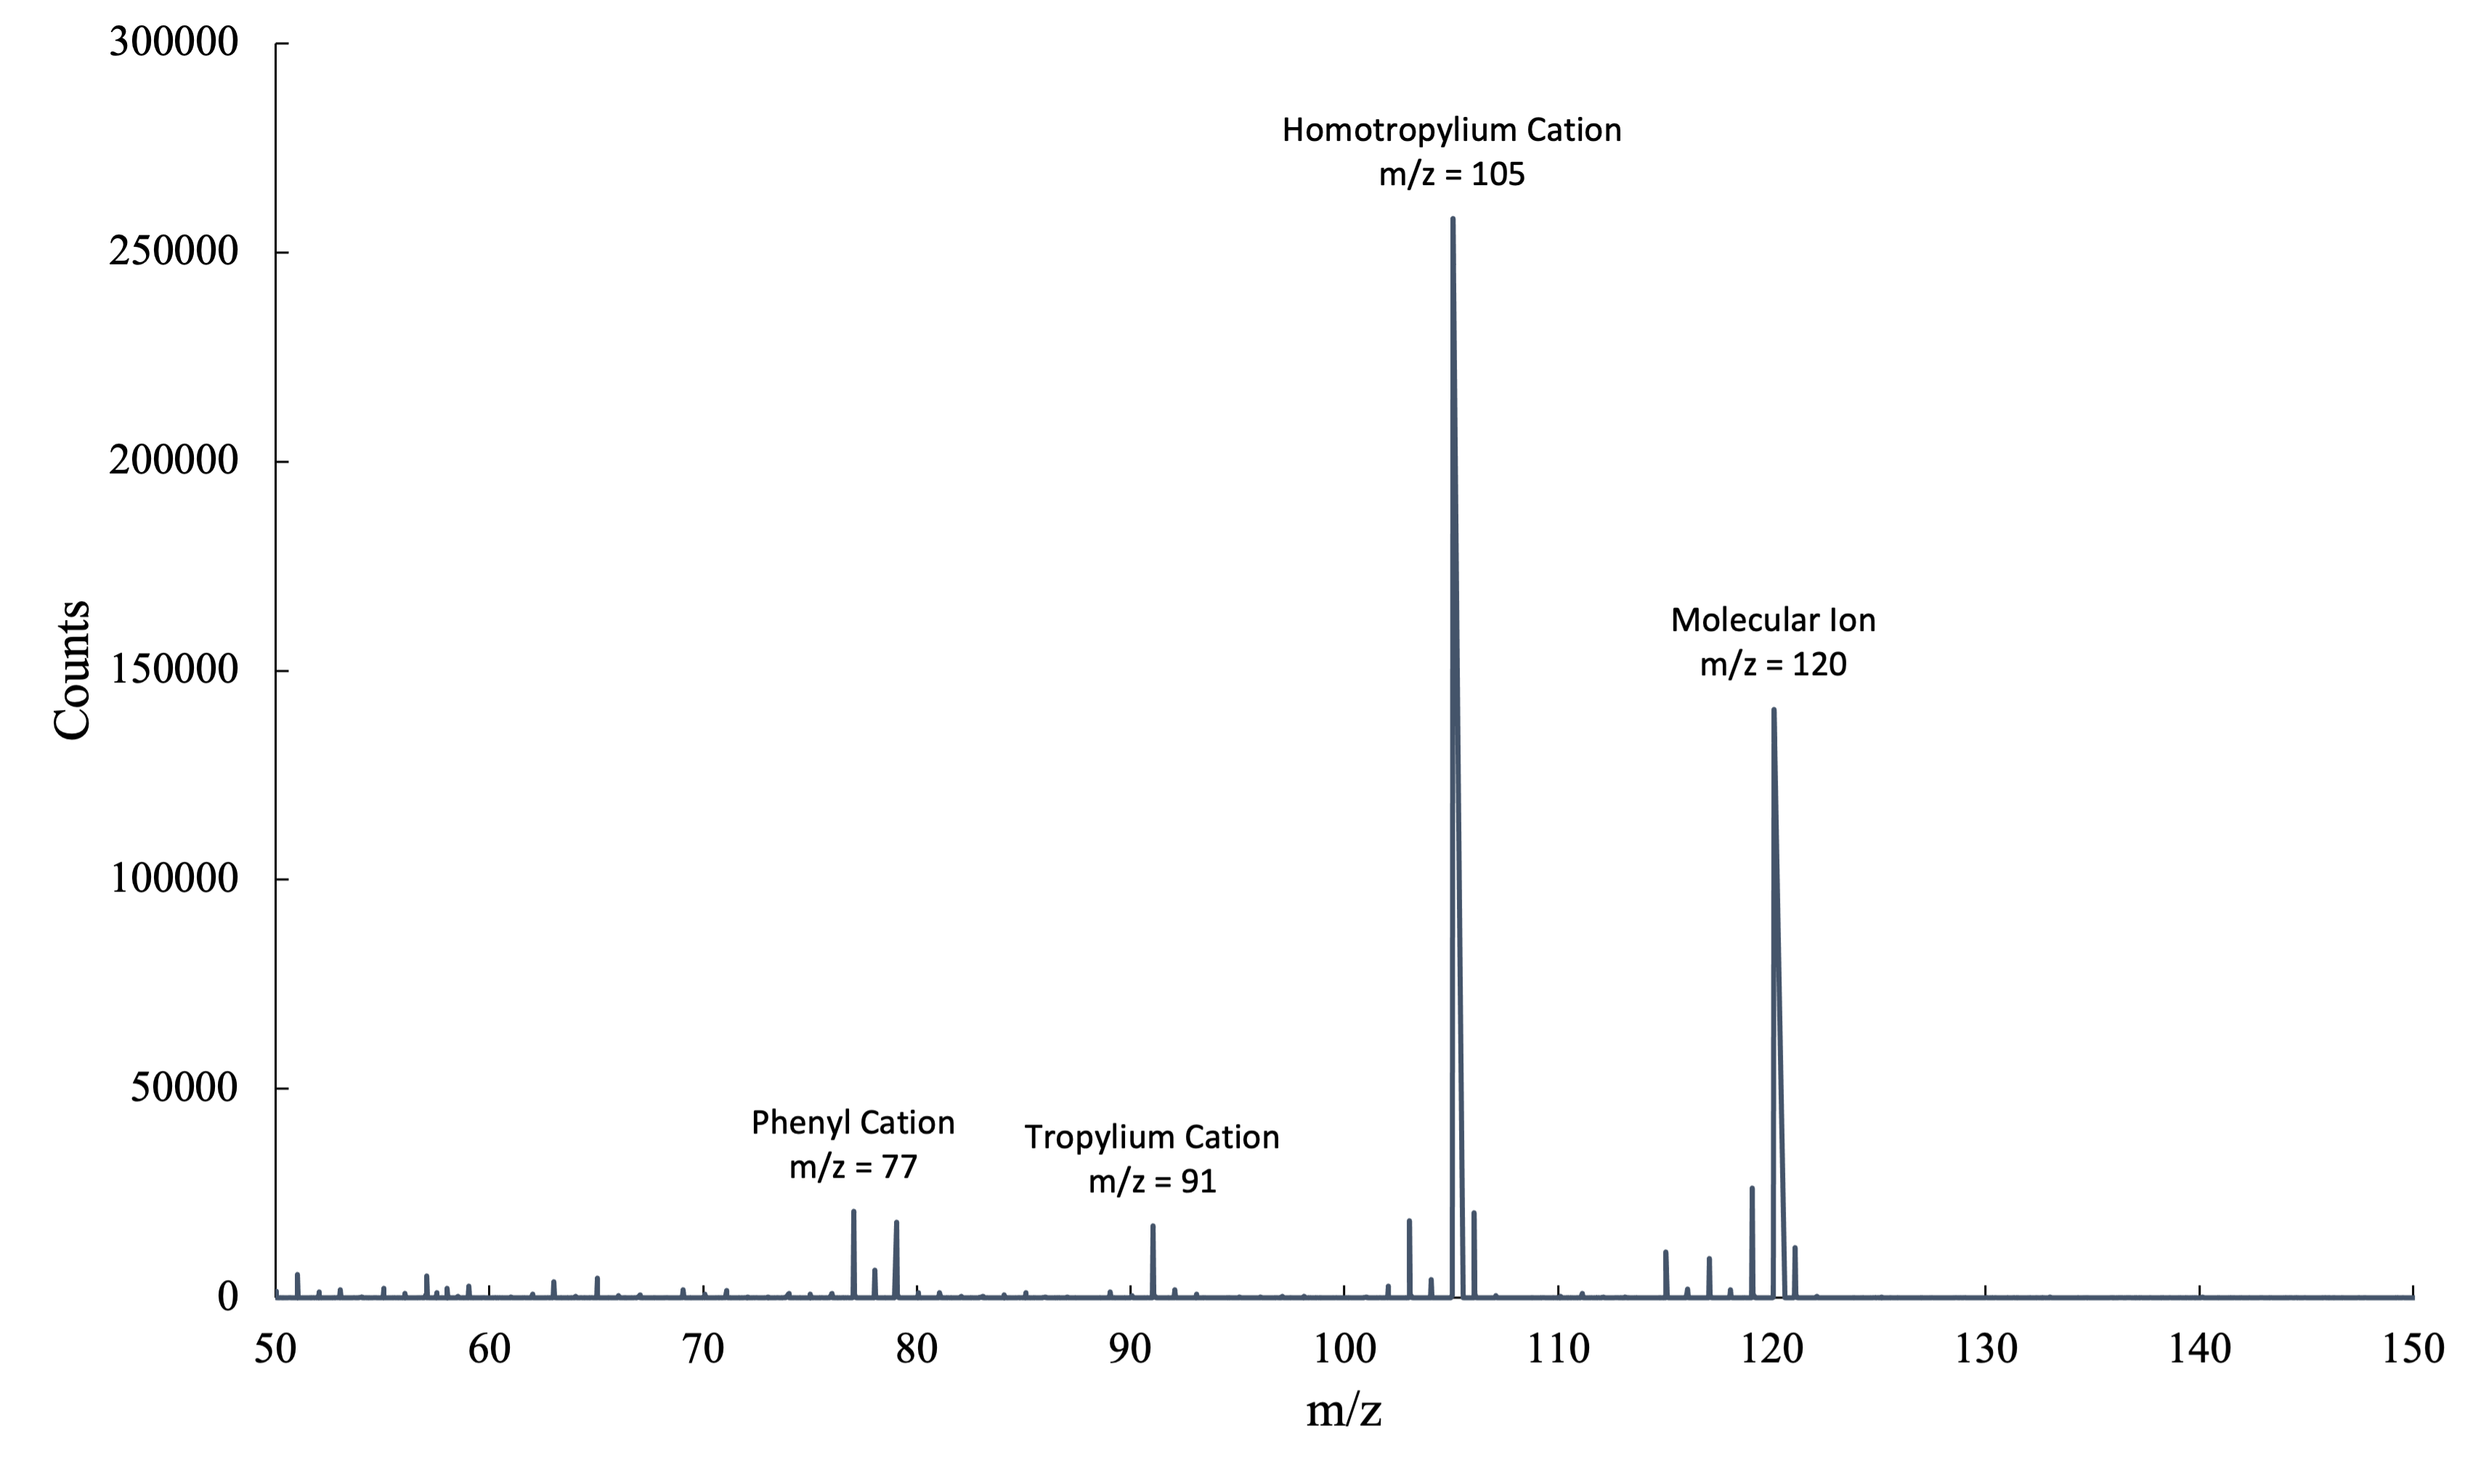 300000
250000
200000
150000
100000
50000
0
Counts
Homotropylium Cation
m/z = 105
Molecular Ion
m/z = 120
Phenyl Cation
m/z = 77
Tropylium Cation
m/z = 91
50 60 70 80 90 100 110 120 130 140 150
m/z